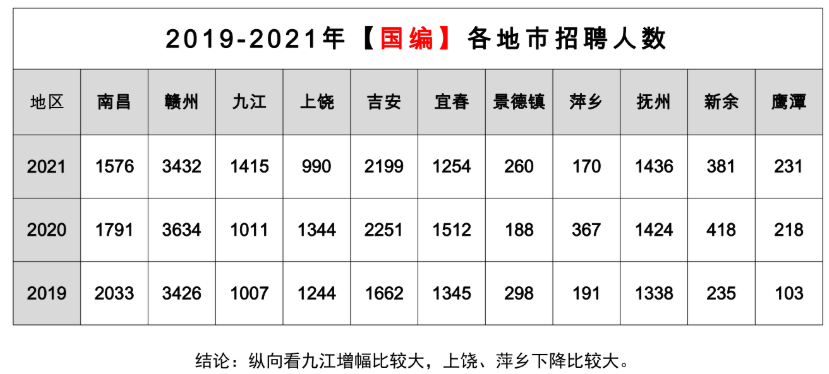 2019-2021年【国编】各地市招聘人数
地区 南昌 赣州 九江 上饶 吉安 宜春 景德镇 萍乡 抚州 新余 鹰潭
2021 1576 3432 1415 990 2199 1254 260 170 1436 381 231
2020 1791 3634 1011 1344 2251 1512 188 367 1424 418 218
2019 2033 3426 1007 1244 1662 1345 298 191 1338 235 103
结论：纵向看九江增幅比较大，上饶、萍乡下降比较大。